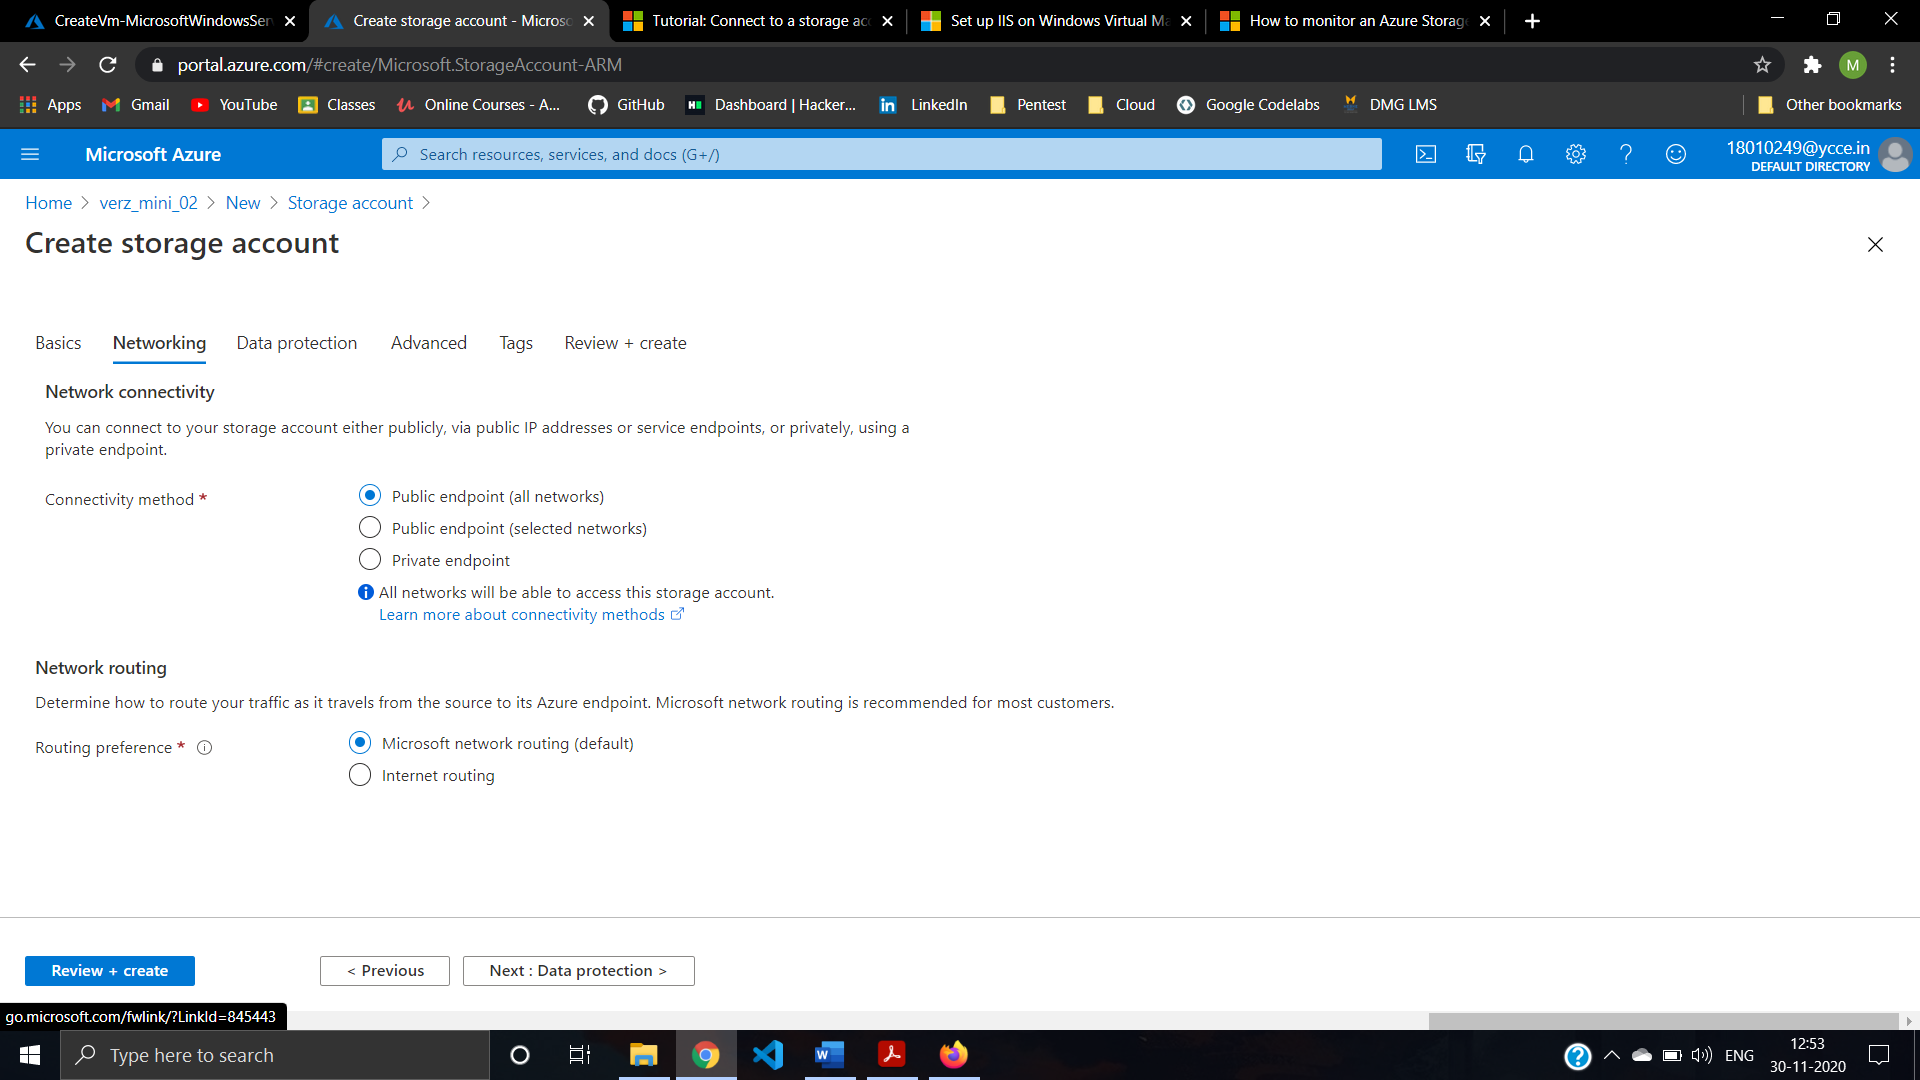 CreateVm-MicrosoftWindowsSer
Create storage account - Microso
Tutorial: Connect to a storage acc
Set up IIS on Windows Virtual Ma
How to monitor an Azure Storage
portal.azure.com/#create/Microsoft.StorageAccount-ARM
M
Apps
Gmail
YouTube
Classes
Online Courses - A...
GitHub
Dashboard | Hacker...
LinkedIn
Pentest
Cloud
Google Codelabs
DMG LMS
Other bookmarks
Microsoft Azure
Search resources, services, and docs (G+/)
18010249@ycce.in
DEFAULT DIRECTORY
Home > verz_mini_02 > New > Storage account >
Create storage account
Basics
Networking
Data protection
Advanced
Tags
Review + create
Network connectivity
You can connect to your storage account either publicly, via public IP addresses or service endpoints, or privately, using a
private endpoint.
Connectivity method *
Public endpoint (all networks)
Public endpoint (selected networks)
Private endpoint
All networks will be able to access this storage account.
Learn more about connectivity methods
Network routing
Determine how to route your traffic as it travels from the source to its Azure endpoint. Microsoft network routing is recommended for most customers.
Routing preference *
Microsoft network routing (default)
Internet routing
Review + create
< Previous
Next : Data protection >
go.microsoft.com/fwlink/?LinkId=845443
Type here to search
ENG
12:53
30-11-2020